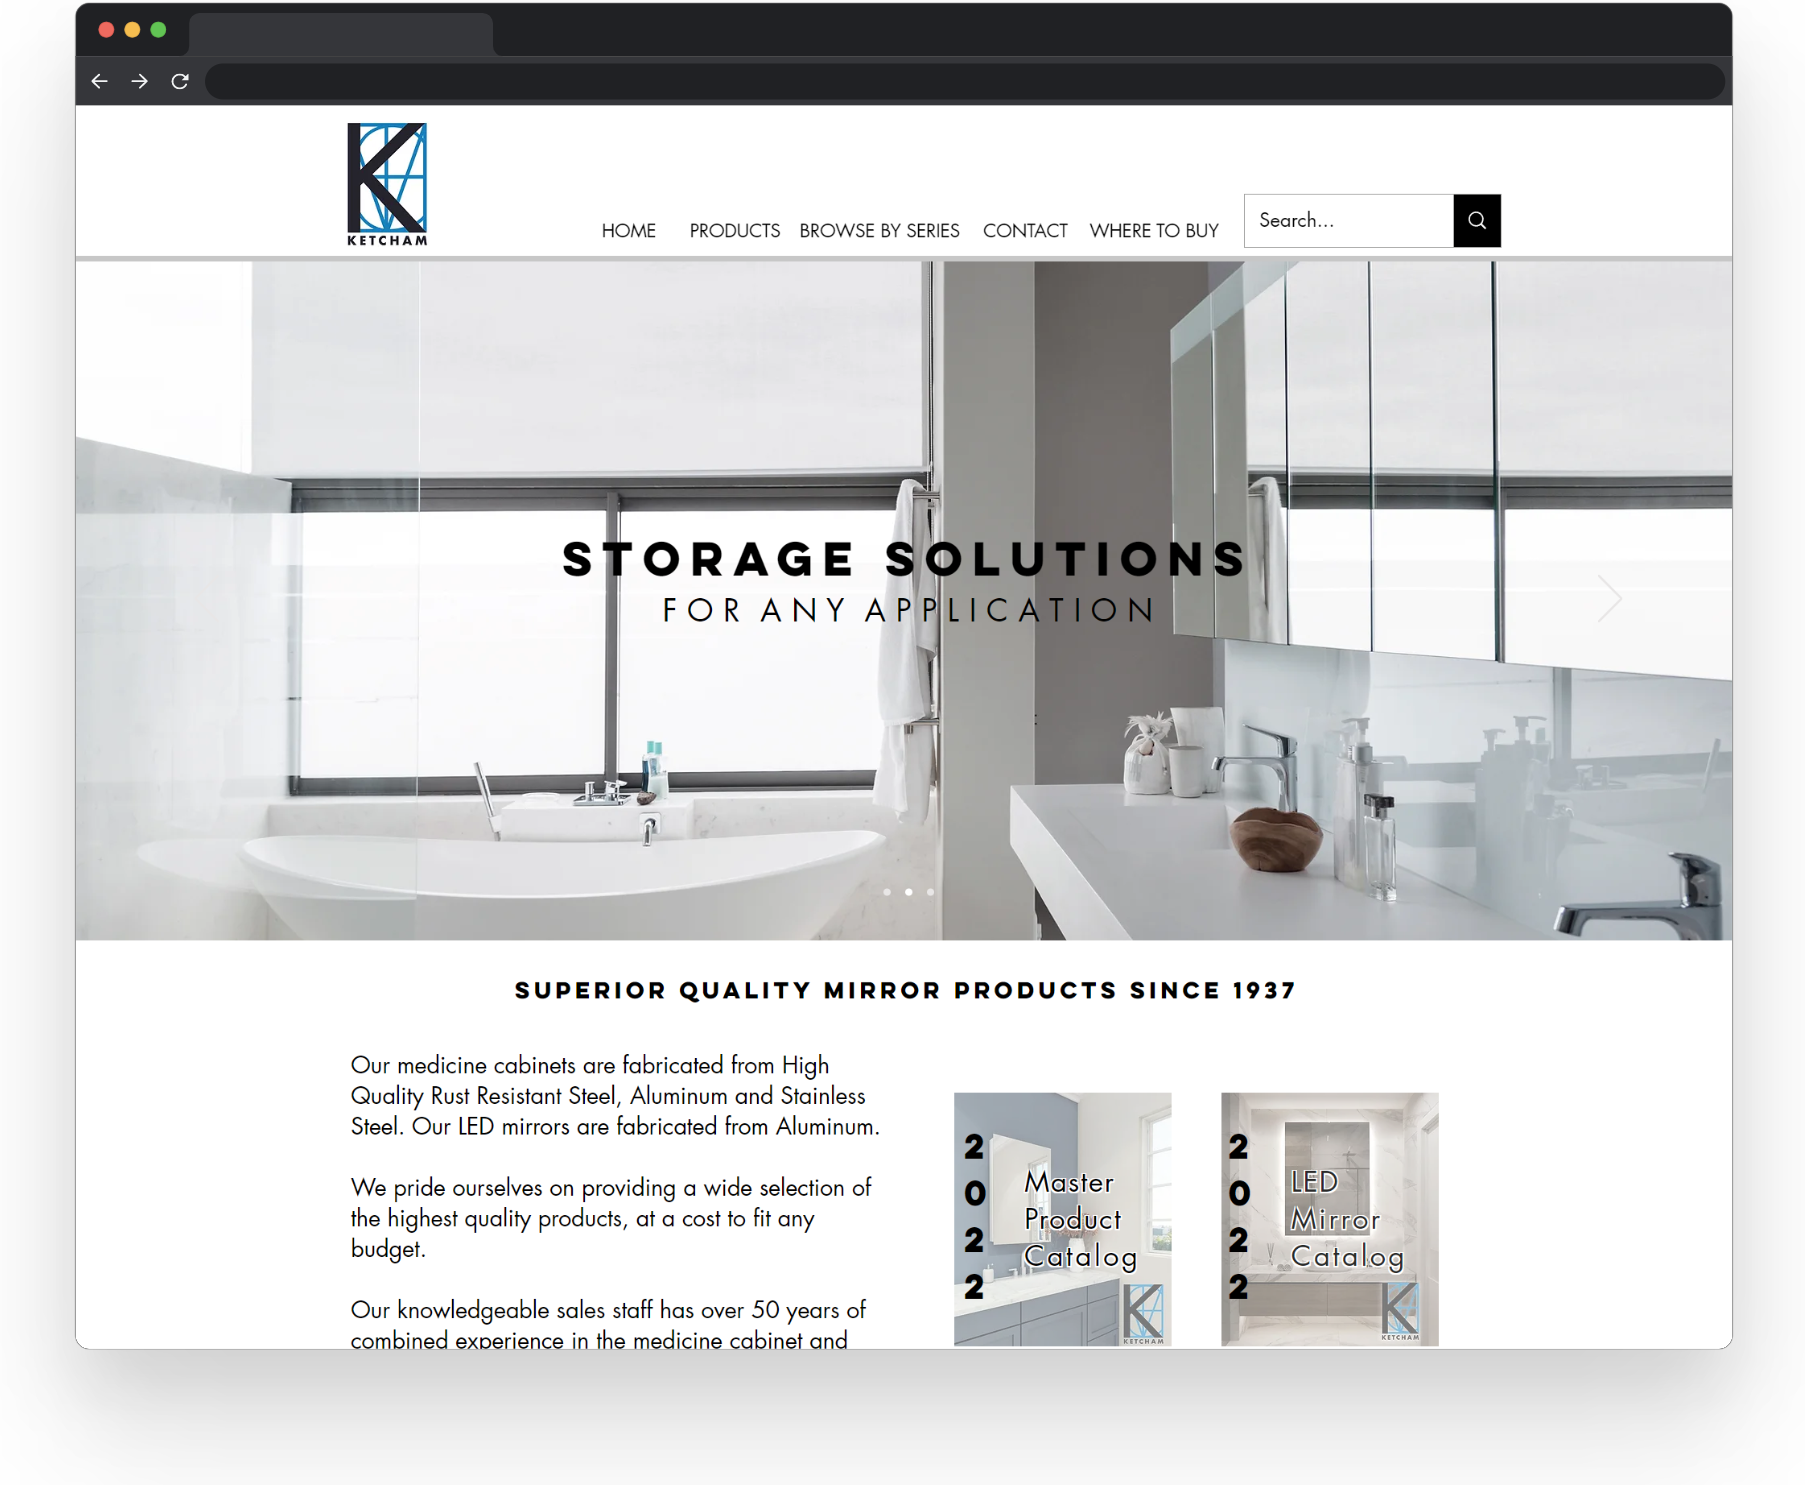 KETCHAM
HOME PRODUCTS BROWSE BY SERIES CONTACT WHERE TO BUY
Search...
STORAGE SOLUTIONS
FOR ANY APPLICATION
SUPERIOR QUALITY MIRROR PRODUCTS SINCE 1937
Our medicine cabinets are fabricated from High
Quality Rust Resistant Steel, Aluminum and Stainless
Steel. Our LED mirrors are fabricated from Aluminum.
We pride ourselves on providing a wide selection of
the highest quality products, at a cost to fit any
budget.
Our knowledgeable sales staff has over 50 years of
combined experience in the medicine cabinet and
2022
Master
Product
Catalog
KETCHAM
2022
LED
Mirror
Catalog
KETCHAM